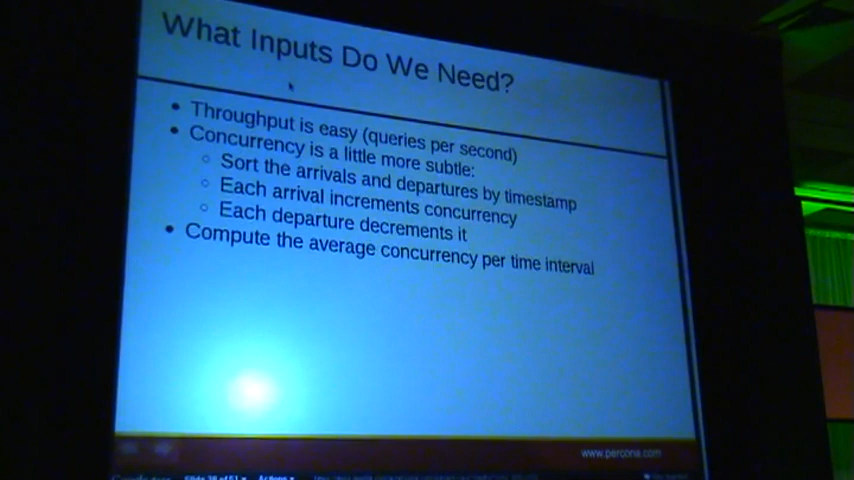 What Inputs Do We Need?
Throughput is easy (queries per second)
Concurrency is a little more subtle:
Sort the arrivals and departures by timestamp
Each arrival increments concurrency
Each departure decrements it
Compute the average concurrency per time interval
www.percona.com